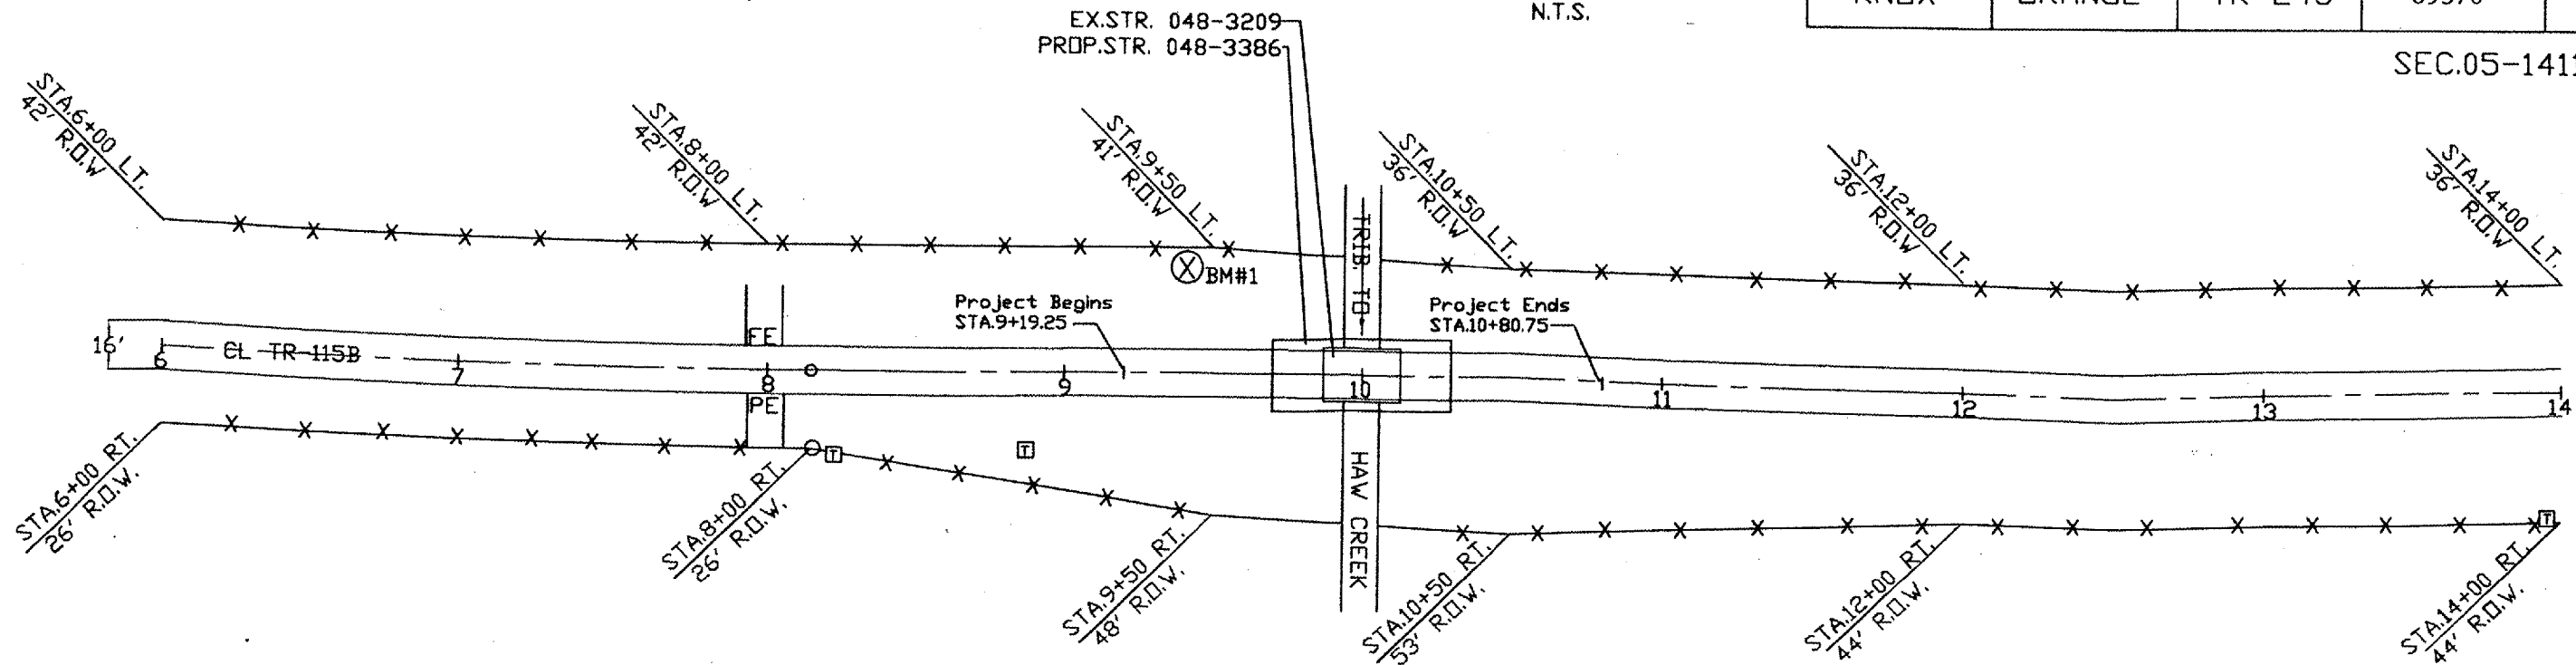 EX.STR. 048-3209
PROP.STR. 048-3386
N.T.S.
SEC.05-1411
STA.6+00 LT.
42' R.O.W
STA.8+00 LT.
42' R.O.W
STA.9+50 LT.
41' R.O.W
STA.10+50 LT.
36' R.O.W
STA.12+00 LT.
36' R.O.W
STA.14+00 LT.
36' R.O.W
BM#1
TRIB. TO
Project Begins
STA.9+19.25
Project Ends
STA.10+80.75
FE
16'
CL TR-115B
6
7
8
9
10
11
12
13
14
PE
T
T
T
HAW CREEK
STA.6+00 RT.
26' R.O.W.
STA.8+00 RT.
26' R.O.W.
STA.9+50 RT.
48' R.O.W.
STA.10+50 RT.
53' R.O.W.
STA.12+00 RT.
44' R.O.W.
STA.14+00 RT.
44' R.O.W.